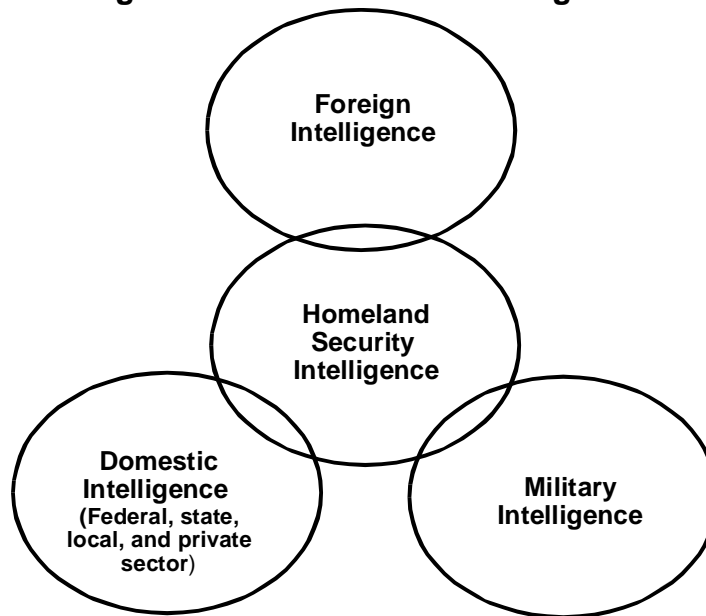 Foreign
Intelligence
Homeland
Security
Intelligence
Domestic
Intelligence
(Federal, state,
local, and private
sector)
Military
Intelligence